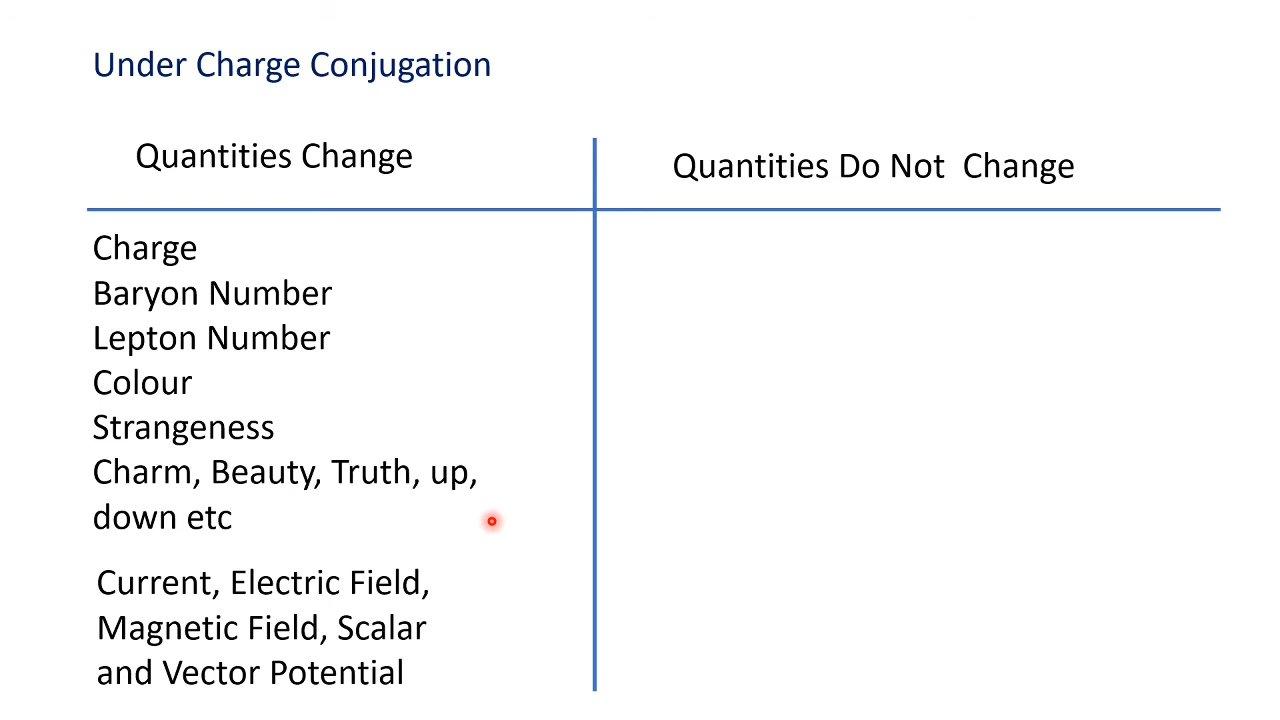 Under Charge Conjugation
Quantities Change
Quantities Do Not  Change
Charge
Baryon Number
Lepton Number
Colour
Strangeness
Charm, Beauty, Truth, up,
down etc
Current, Electric Field,
Magnetic Field, Scalar
and Vector Potential